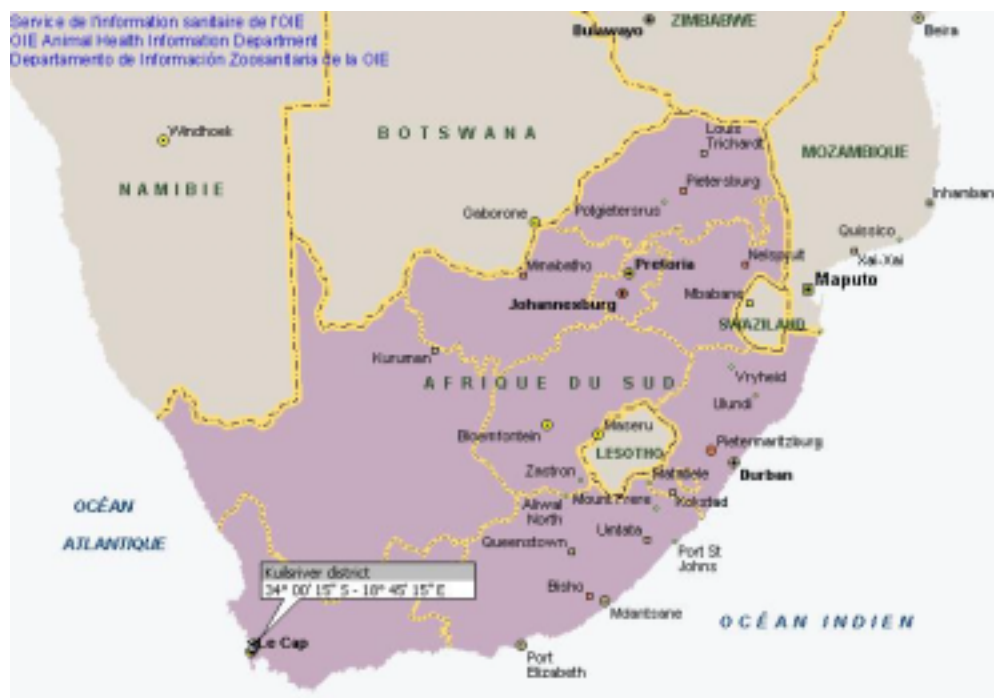 Service de l'information sanitaire de l'OIE
OIE Animal Health Information Department
Departamento de Información Zoosanitaria de la OIE
ZIMBABWE
Bulawayo
Beira
Windhoek
BOTSWANA
Louis
Trichardt
MOZAMBIQUE
NAMIBIE
Pietersburg
Inhamban
Potgietersrus
Gaborone
Quissico
Xai-Xai
Nelspruit
Mmabatho
Pretoria
Maputo
Mbabane
Johannesburg
SWAZILAND
Kuruman
AFRIQUE DU SUD
Vryheid
Ulundi
Maseru
Bloemfontein
Pietermaritzburg
LESOTHO
Zastron
Matatiele
Durban
Aliwal
North
Mount Frere
Kokstad
OCÉAN
ATLANTIQUE
Umtata
Queenstown
Port St
Johns
Kuilsriver district
34° 00' 15" S - 18° 45' 15" E
Bisho
Mdantsane
OCÉAN INDIEN
Le Cap
Port
Elizabeth